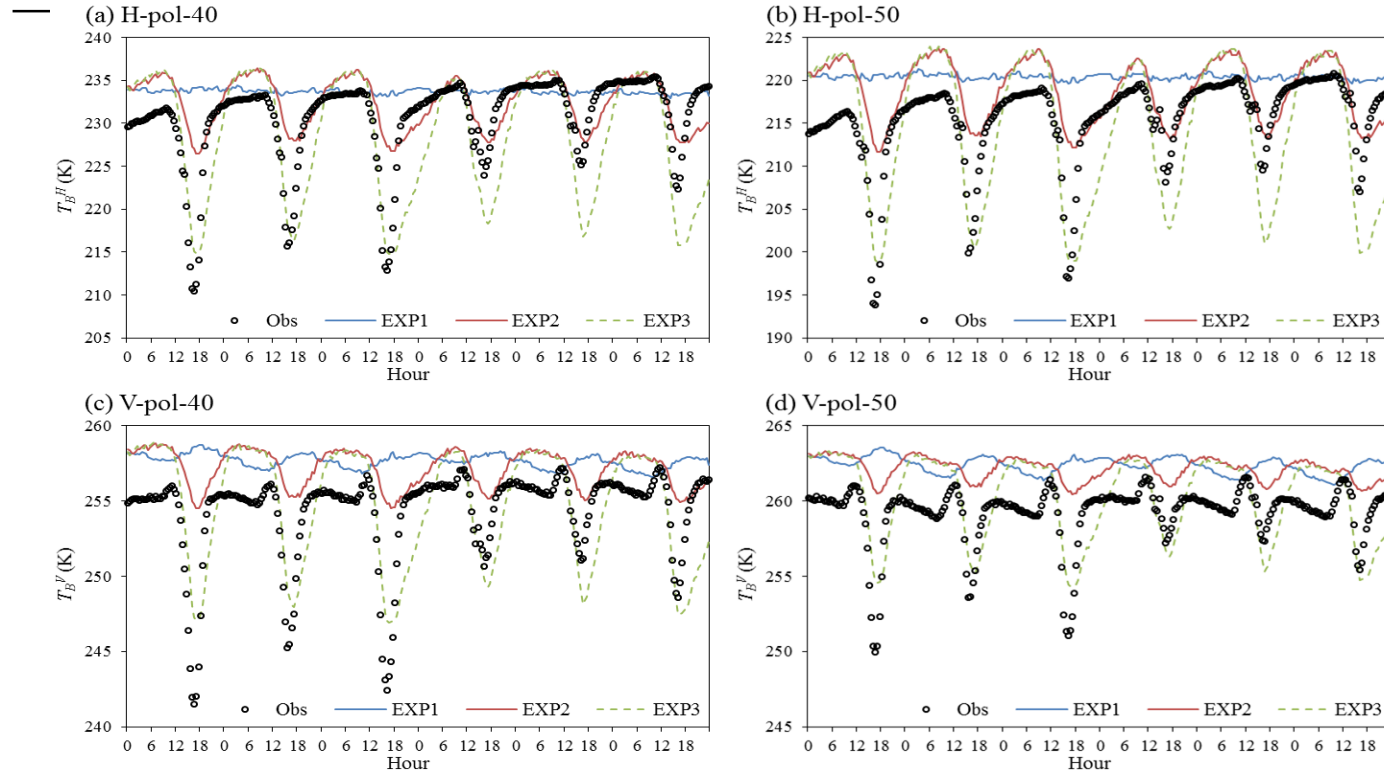 (a) H-pol-40
240
235
230
225
220
215
210
205
T_B^H (K)
Obs EXP1 EXP2 EXP3
0 6 12 18 0 6 12 18 0 6 12 18 0 6 12 18 0 6 12 18 0 6 12 18
Hour
(b) H-pol-50
225
220
215
210
205
200
195
190
T_B^H (K)
Obs EXP1 EXP2 EXP3
0 6 12 18 0 6 12 18 0 6 12 18 0 6 12 18 0 6 12 18 0 6 12 18
Hour
(c) V-pol-40
260
255
250
245
240
T_B^V (K)
Obs EXP1 EXP2 EXP3
0 6 12 18 0 6 12 18 0 6 12 18 0 6 12 18 0 6 12 18 0 6 12 18
Hour
(d) V-pol-50
265
260
255
250
245
T_B^V (K)
Obs EXP1 EXP2 EXP3
0 6 12 18 0 6 12 18 0 6 12 18 0 6 12 18 0 6 12 18 0 6 12 18
Hour